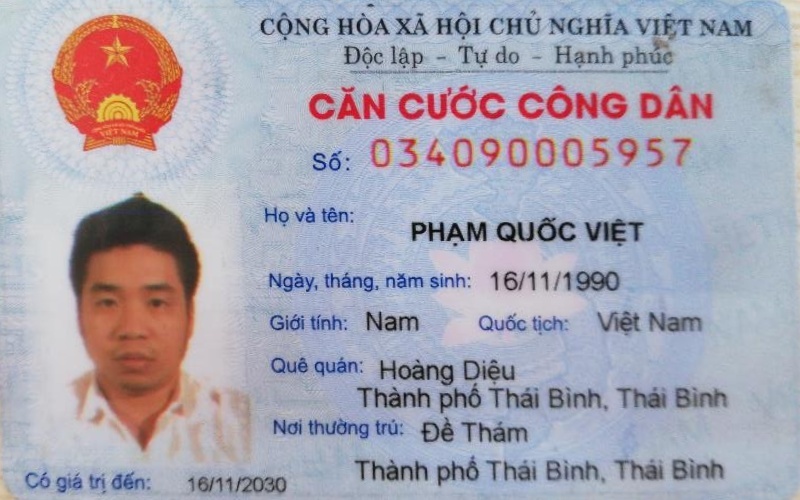 CỘNG HÒA XÃ HỘI CHỦ NGHĨA VIỆT NAM
Độc lập - Tự do - Hạnh phúc
CĂN CƯỚC CÔNG DÂN
Số: 034090005957
Họ và tên: PHẠM QUỐC VIỆT
Ngày, tháng, năm sinh: 16/11/1990
Giới tính: Nam Quốc tịch: Việt Nam
Quê quán: Hoàng Diệu
Thành phố Thái Bình, Thái Bình
Nơi thường trú: Đề Thám
Thành phố Thái Bình, Thái Bình
Có giá trị đến: 16/11/2030
VIỆT NAM